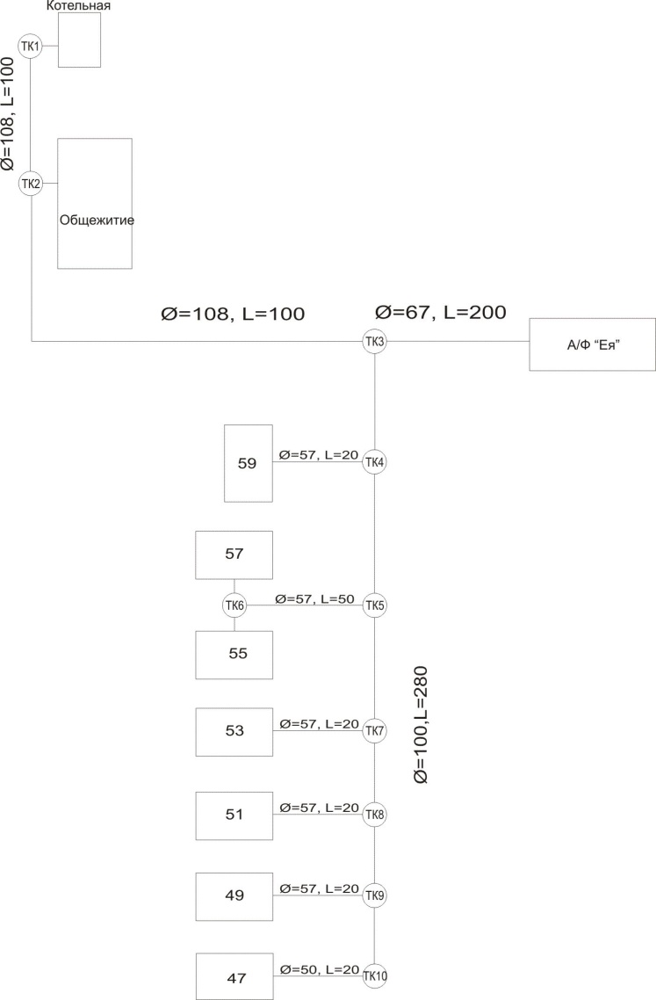 Котельная
ТК1
Ø=108, L=100
ТК2
Общежитие
Ø=108, L=100
Ø=67, L=200
ТК3
А/Ф “Ея”
59
Ø=57, L=20
ТК4
57
ТК6
Ø=57, L=50
ТК5
55
Ø=100,L=280
53
Ø=57, L=20
ТК7
51
Ø=57, L=20
ТК8
49
Ø=57, L=20
ТК9
47
Ø=50, L=20
ТК10